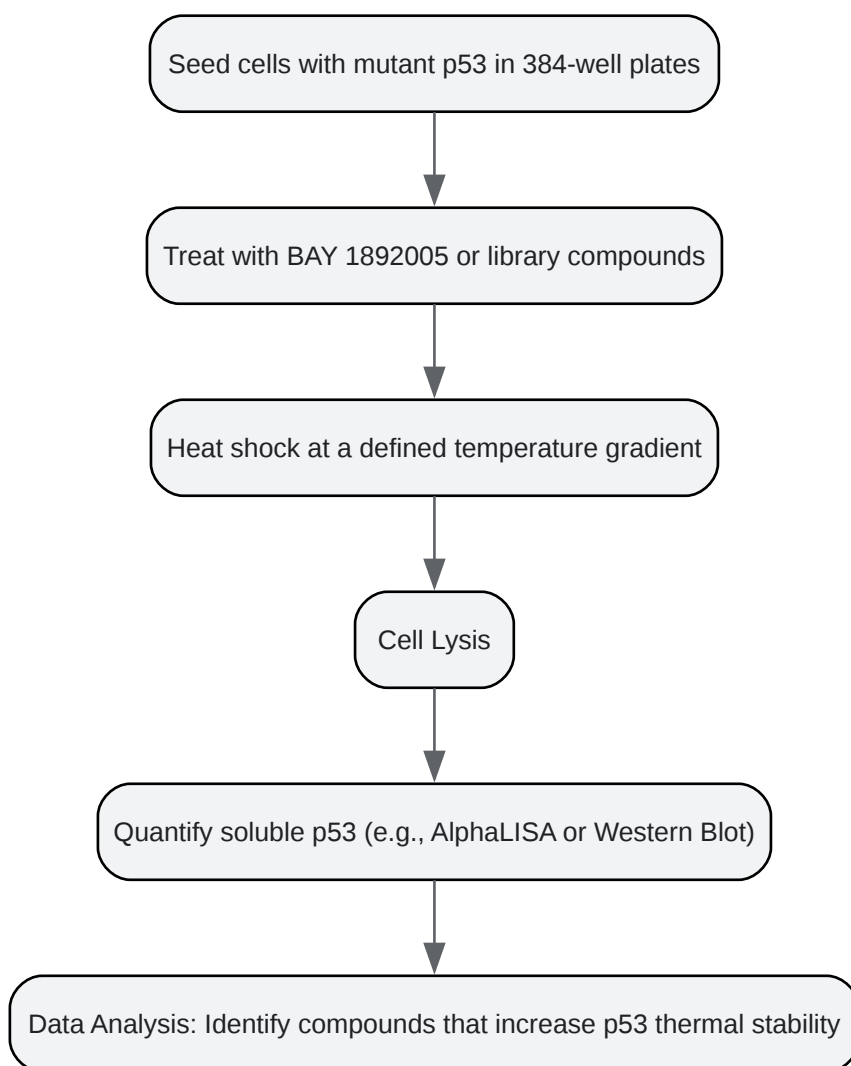 Seed cells with mutant p53 in 384-well plates
Treat with BAY 1892005 or library compounds
Heat shock at a defined temperature gradient
Cell Lysis
Quantify soluble p53 (e.g., AlphaLISA or Western Blot)
Data Analysis: Identify compounds that increase p53 thermal stability